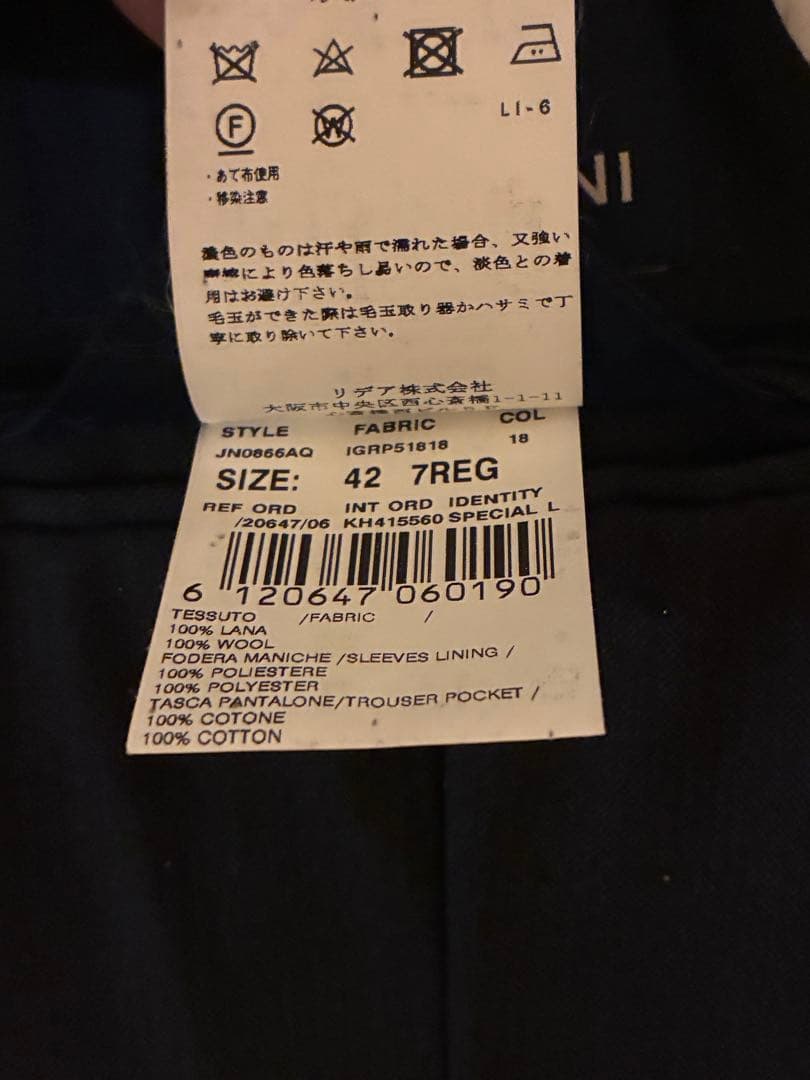 F
W
LI-6
NI
・あて布使用
・移染注意
濃色のものは汗や雨で濡れた場合、又強い
摩擦により色落ちし易いので、淡色との着
用はお避け下さい。
毛玉ができた際は毛玉取り器かハサミで丁
寧に取り除いて下さい。
リデア株式会社
大阪市中央区西心斎橋1-1-11
STYLE FABRIC COL
JN0866AQ IGRP51818 18
SIZE: 42 7REG
REF ORD INT ORD IDENTITY
/20647/06 KH415560 SPECIAL L
6 120647 060190
TESSUTO /FABRIC /
100% LANA
100% WOOL
FODERA MANICHE /SLEEVES LINING /
100% POLIESTERE
100% POLYESTER
TASCA PANTALONE/TROUSER POCKET /
100% COTONE
100% COTTON